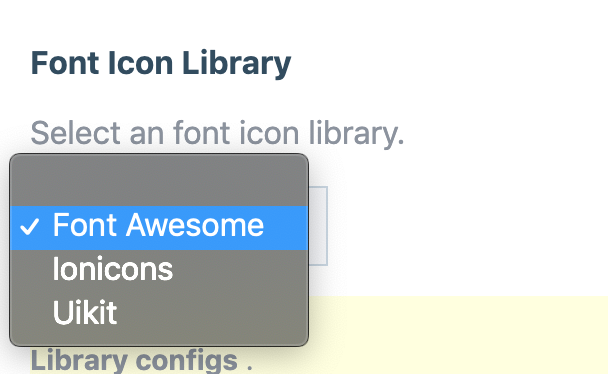 Font Icon Library
Select an font icon library.
✓ Font Awesome
Ionicons
Uikit
Library configs .